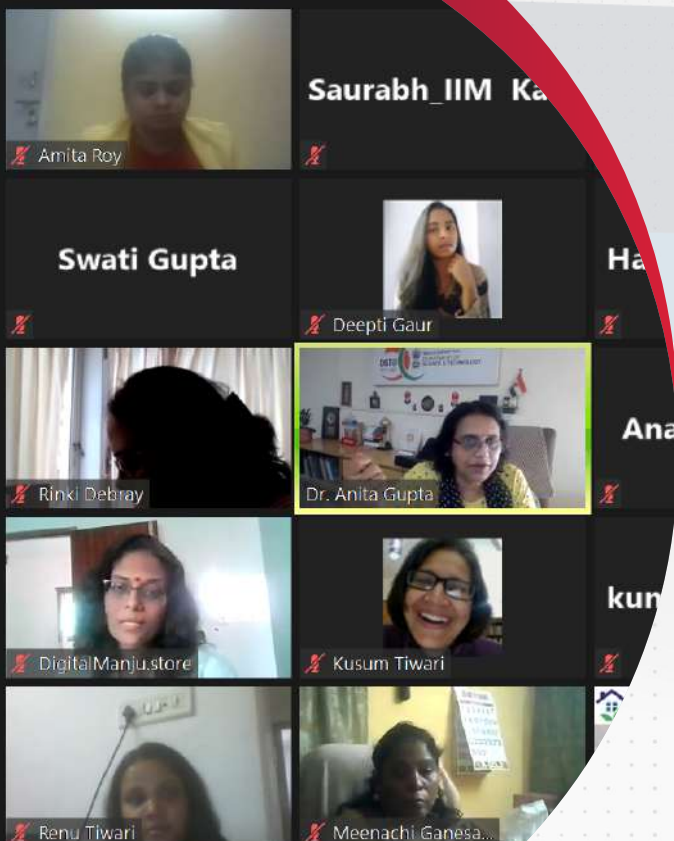 Amita Roy
Saurabh_IIM Ka
Swati Gupta
Deepti Gaur
Ha
Rinki Debray
Dr. Anita Gupta
Ana
DigitalManju.store
Kusum Tiwari
kun
Renu Tiwari
Meenachi Ganesa...